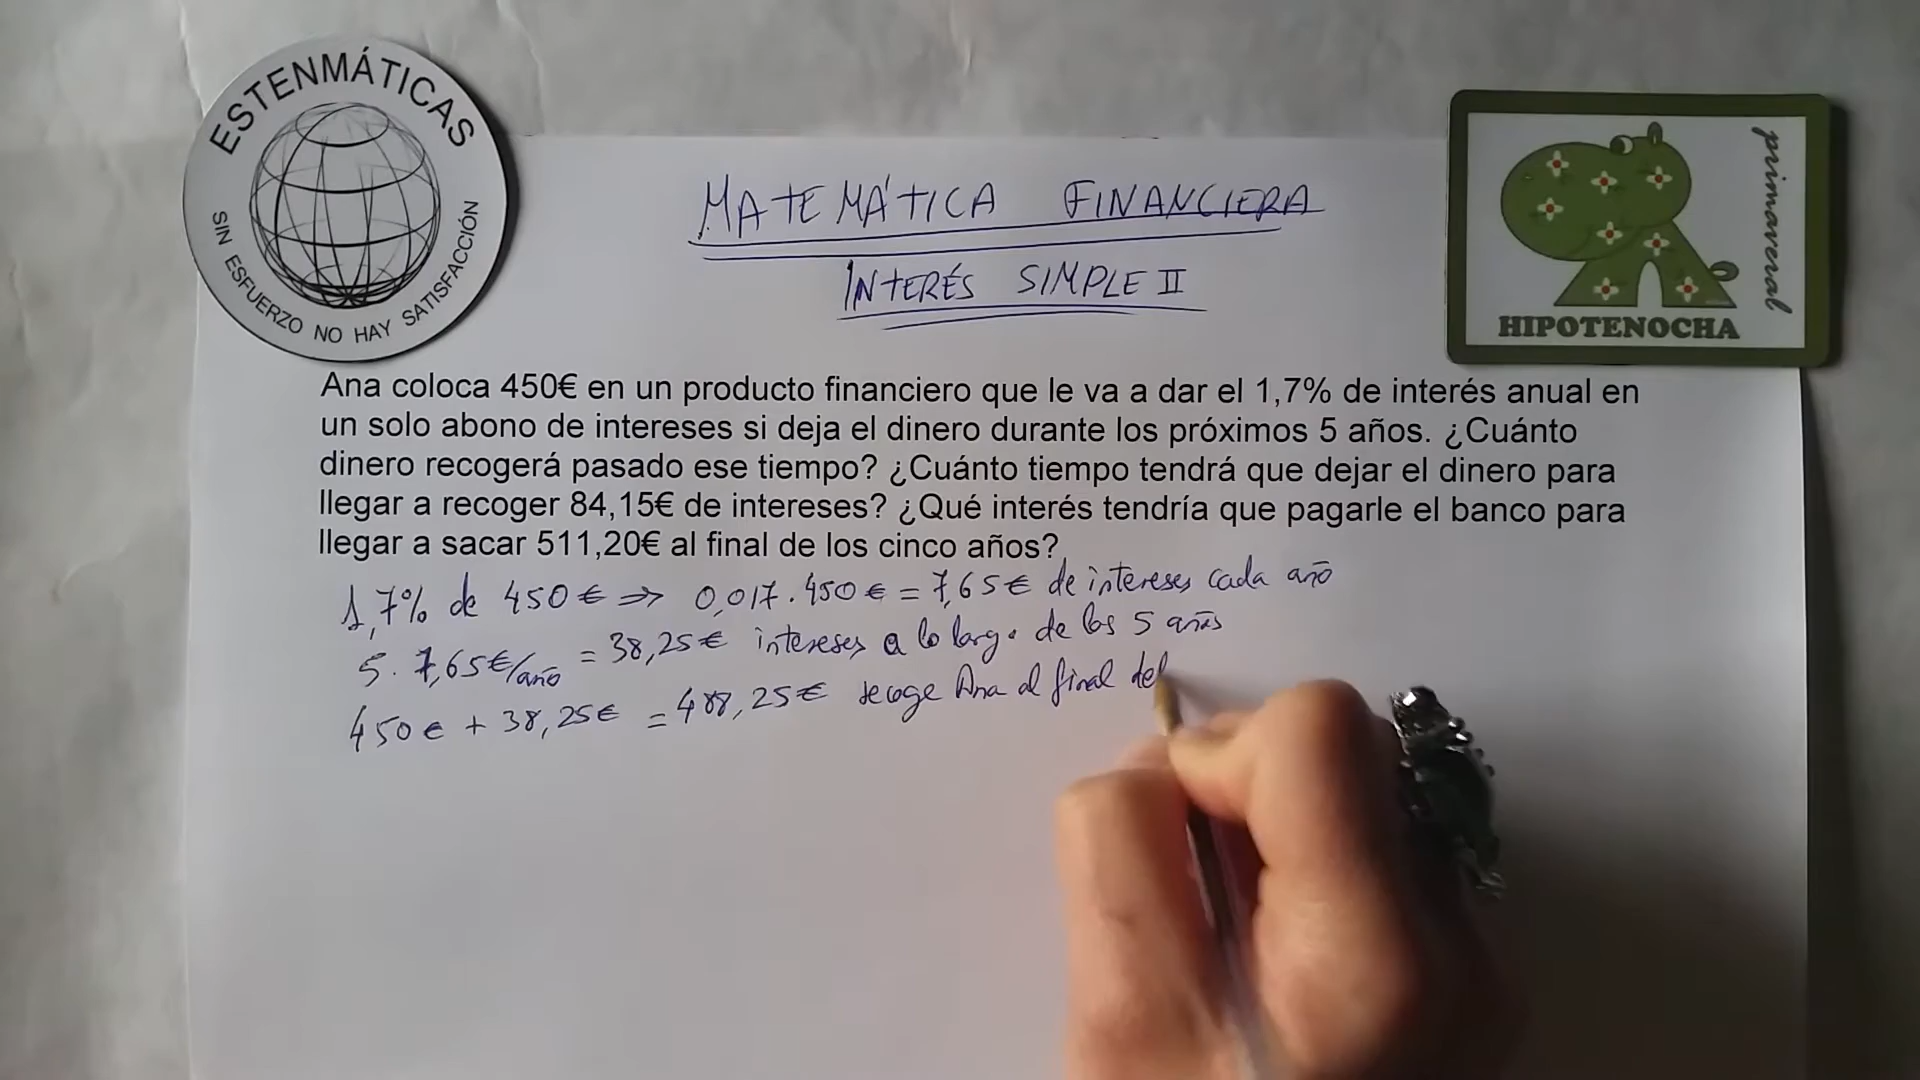 ESTENMÁTICAS
SIN ESFUERZO NO HAY SATISFACCIÓN
MATEMÁTICA FINANCIERA
INTERÉS SIMPLE II
primaveral
HIPOTENOCHA
Ana coloca 450€ en un producto financiero que le va a dar el 1,7% de interés anual en
un solo abono de intereses si deja el dinero durante los próximos 5 años. ¿Cuánto
dinero recogerá pasado ese tiempo? ¿Cuánto tiempo tendrá que dejar el dinero para
llegar a recoger 84,15€ de intereses? ¿Qué interés tendría que pagarle el banco para
llegar a sacar 511,20€ al final de los cinco años?
1,7% de 450€ ⇒ 0,017 . 450€ = 7,65€ de intereses cada año
5 . 7,65€/año = 38,25€ intereses a lo largo de los 5 años
450€ + 38,25€ = 488,25€ recoge Ana al final del